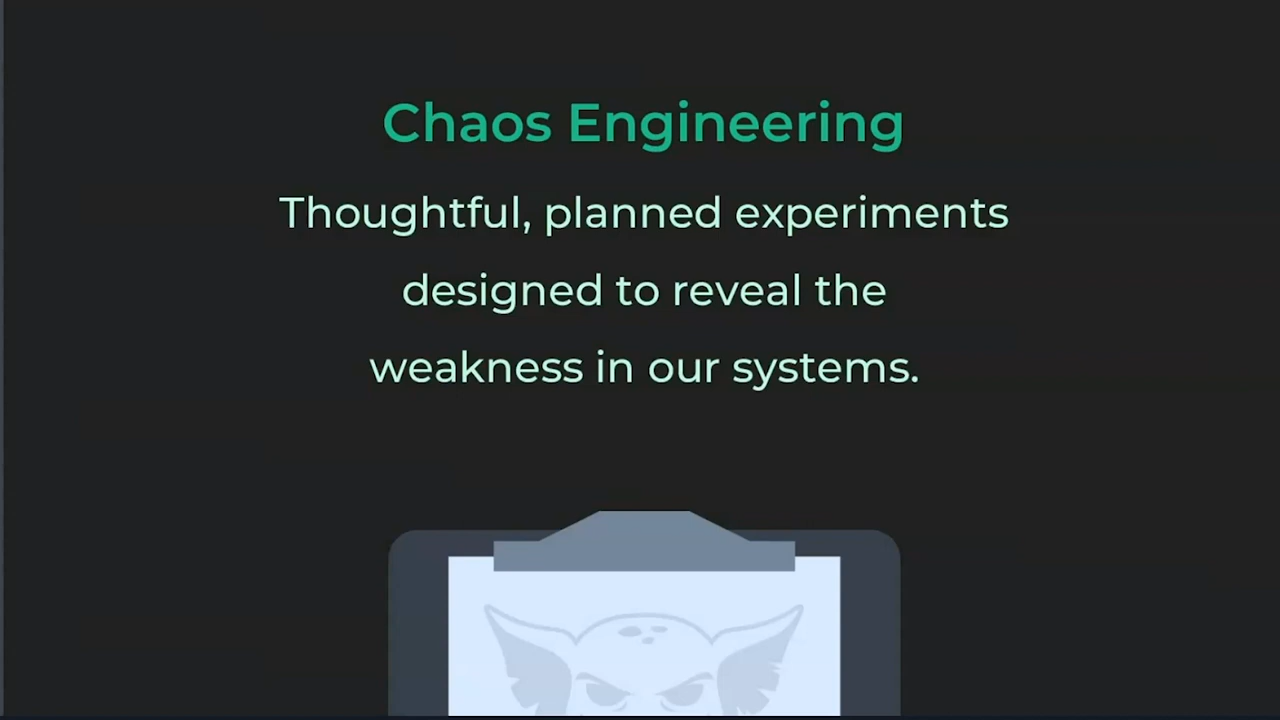 Chaos Engineering
Thoughtful, planned experiments
designed to reveal the
weakness in our systems.